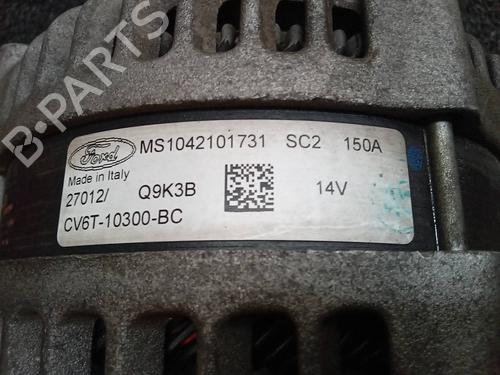 Ford MS1042101731 SC2 150A
Made in Italy
27012/ Q9K3B 14V
CV6T-10300-BC
B-PARTS